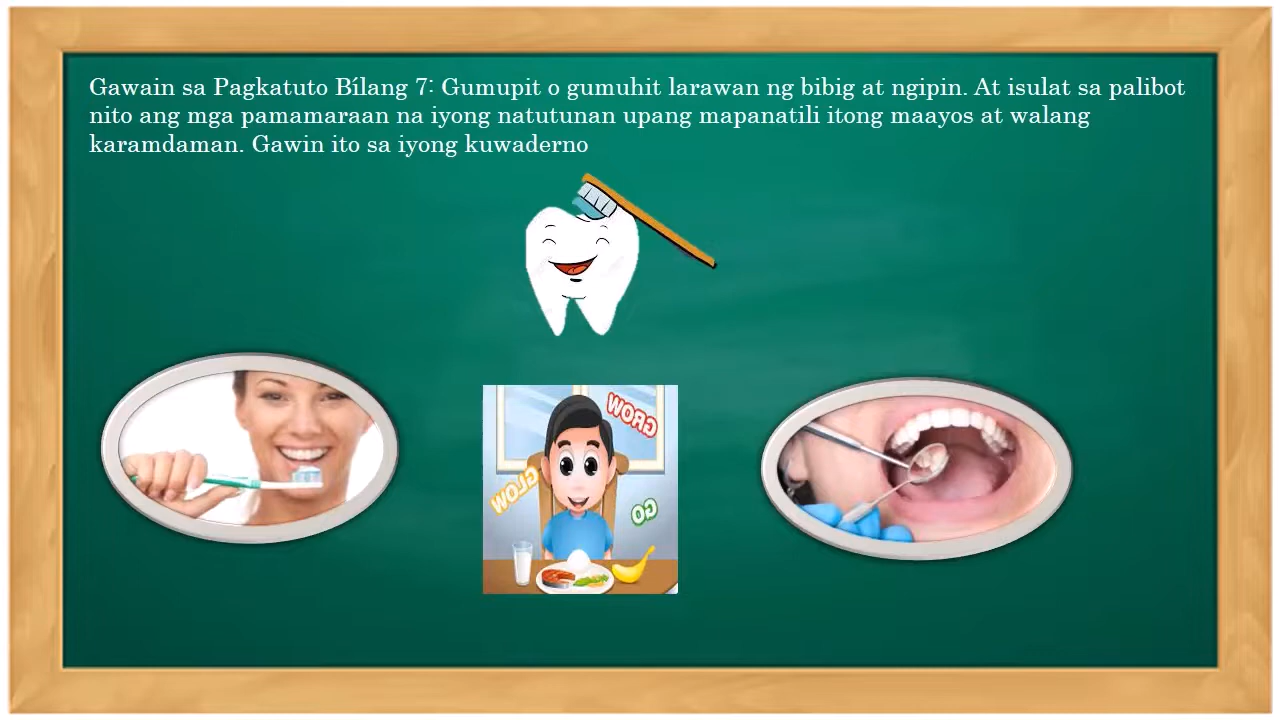 Gawain sa Pagkatuto Bílang 7: Gumupit o gumuhit larawan ng bibig at ngipin. At isulat sa palibot
nito ang mga pamamaraan na iyong natutunan upang mapanatili itong maayos at walang
karamdaman. Gawin ito sa iyong kuwaderno
GROW
GLOW
GO